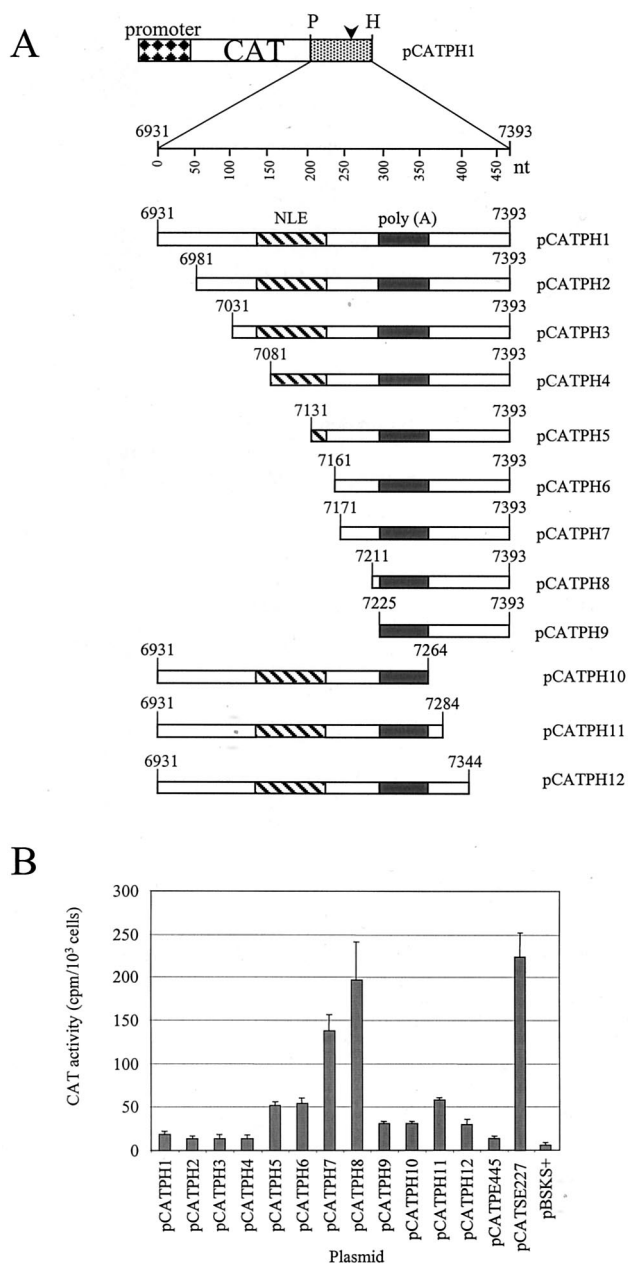 A
promoter
P H
CAT
pCATPH1
6931 7393
0 50 100 150 200 250 300 350 400 450 nt
6931 NLE poly (A) 7393
pCATPH1
6981 7393
pCATPH2
7031 7393
pCATPH3
7081 7393
pCATPH4
7131 7393
pCATPH5
7161 7393
pCATPH6
7171 7393
pCATPH7
7211 7393
pCATPH8
7225 7393
pCATPH9
6931 7264
pCATPH10
6931 7284
pCATPH11
6931 7344
pCATPH12
B
CAT activity (cpm/10³ cells)
300
250
200
150
100
50
0
pCATPH1
pCATPH2
pCATPH3
pCATPH4
pCATPH5
pCATPH6
pCATPH7
pCATPH8
pCATPH9
pCATPH10
pCATPH11
pCATPH12
pCATPE445
pCATSE227
pBSKS+
Plasmid